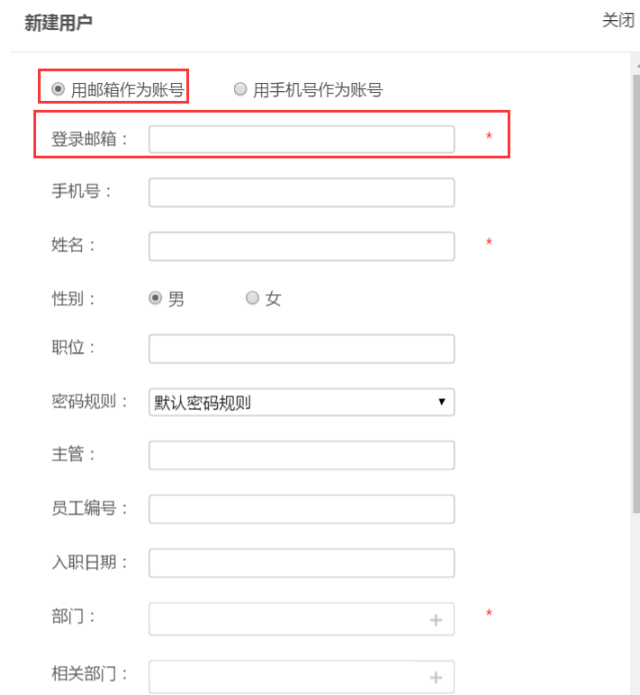 新建用户 关闭
用邮箱作为账号 用手机号作为账号
登录邮箱： *
手机号：
姓名： *
性别： 男 女
职位：
密码规则： 默认密码规则
主管：
员工编号：
入职日期：
部门： + *
相关部门： +